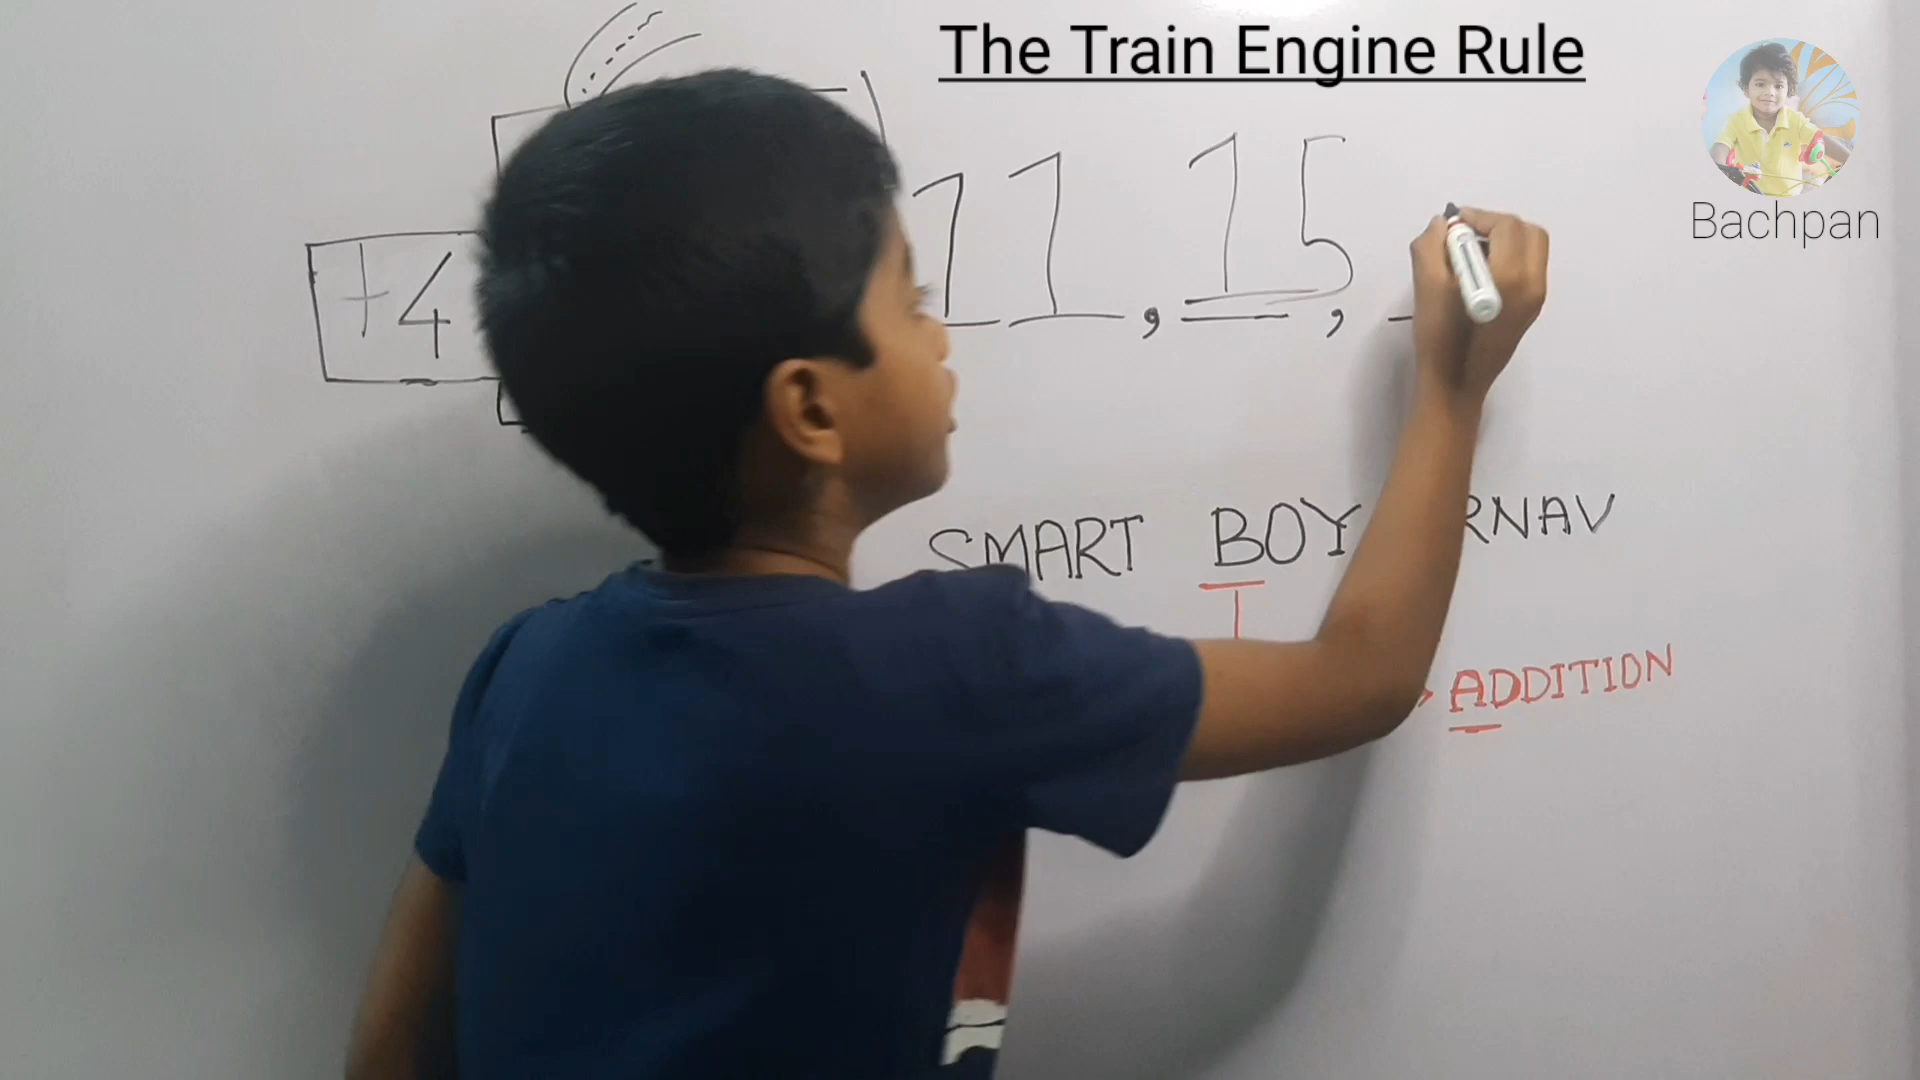 The Train Engine Rule
Bachpan
+4 11, 15,
SMART BOY RNAV
ADDITION